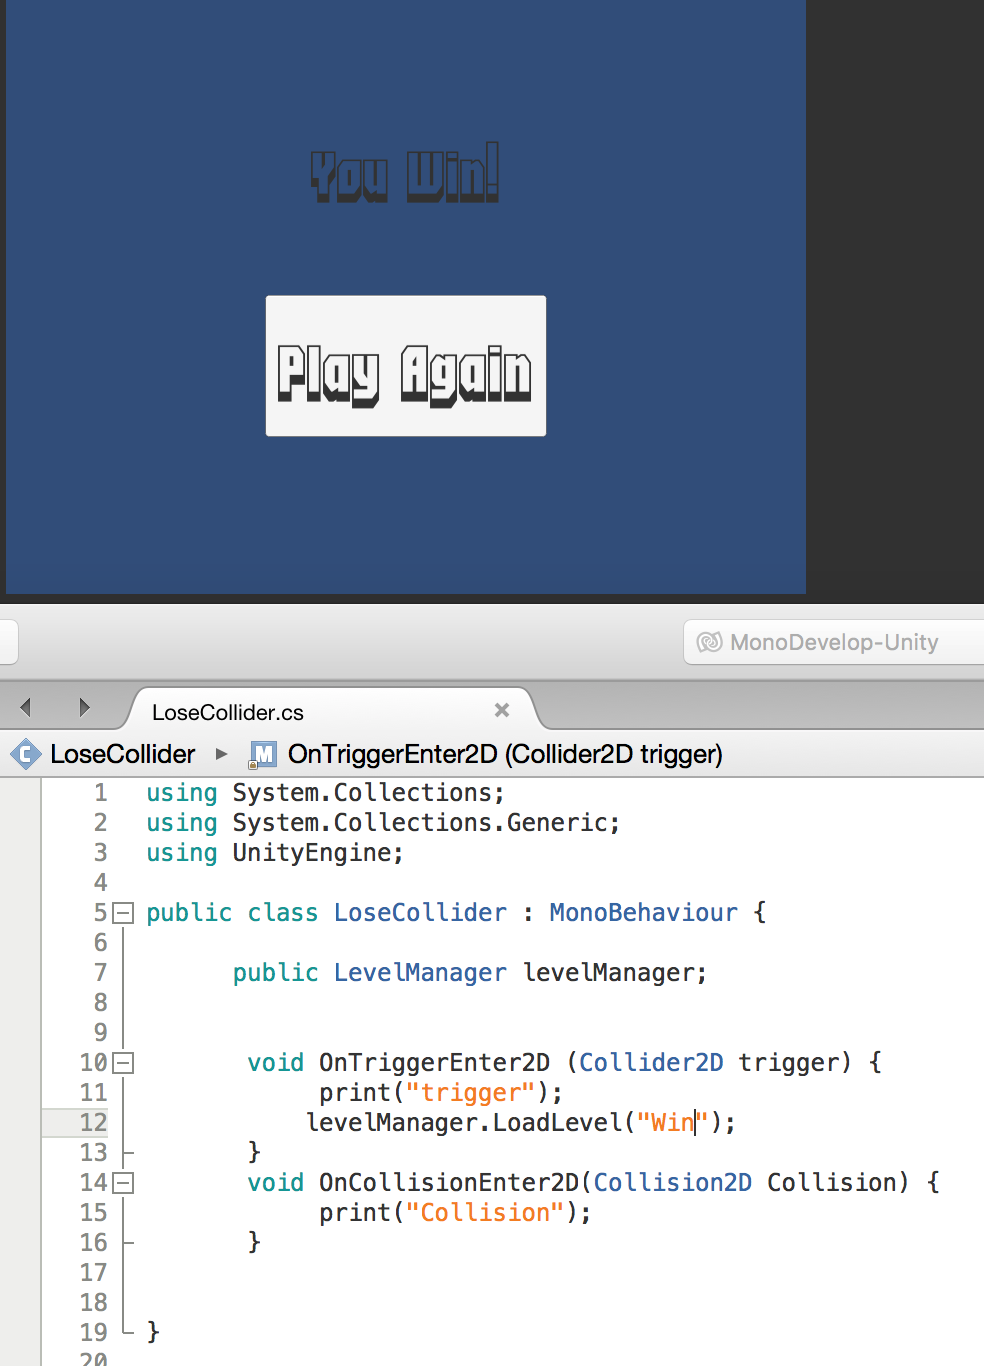 You Win!
Play Again
MonoDevelop-Unity
LoseCollider.cs
LoseCollider ▸ M OnTriggerEnter2D (Collider2D trigger)
1 using System.Collections;
2 using System.Collections.Generic;
3 using UnityEngine;
4
5 public class LoseCollider : MonoBehaviour {
6
7 public LevelManager levelManager;
8
9
10 void OnTriggerEnter2D (Collider2D trigger) {
11 print("trigger");
12 levelManager.LoadLevel("Win");
13 }
14 void OnCollisionEnter2D(Collision2D Collision) {
15 print("Collision");
16 }
17
18
19 }
20